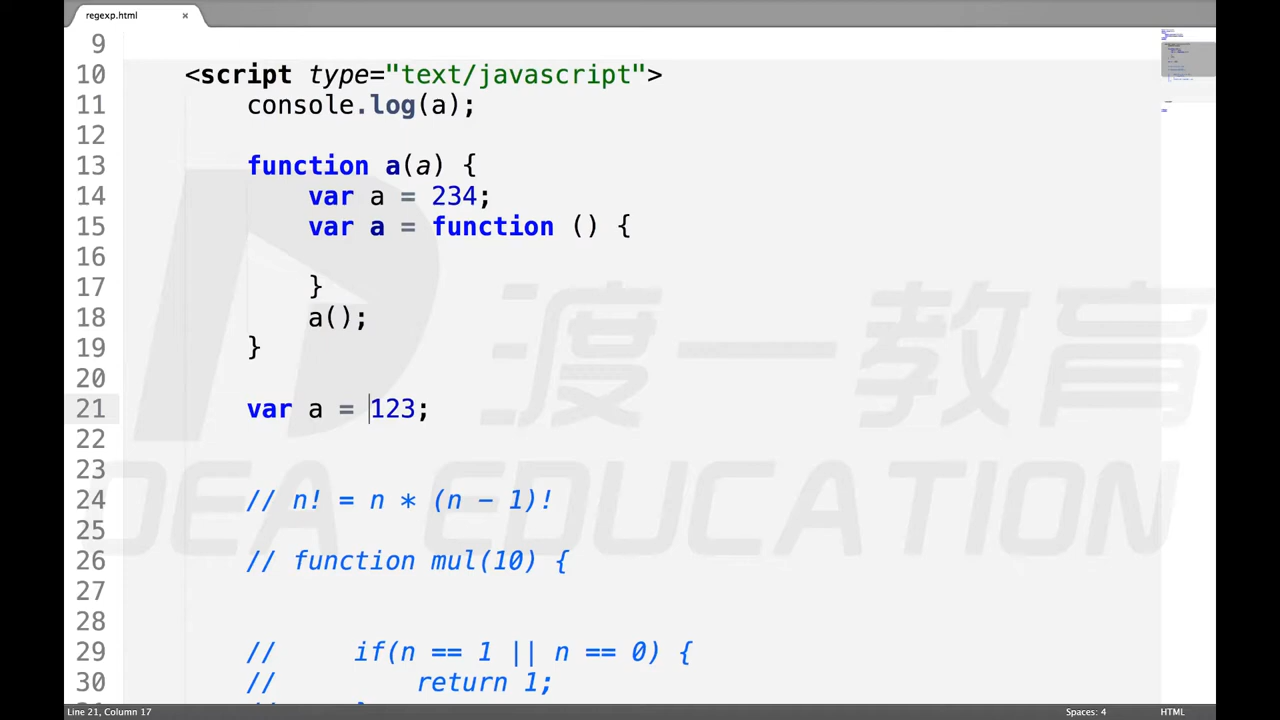 regexp.html ×
9
10 <script type="text/javascript">
11 console.log(a);
12
13 function a(a) {
14 var a = 234;
15 var a = function () {
16
17 }
18 a();
19 }
20
21 var a = 123;
22
23
24 // n! = n * (n - 1)!
25
26 // function mul(10) {
27
28
29 // if(n == 1 || n == 0) {
30 // return 1;
渡一教育
DEA EDUCATION
Line 21, Column 17
Spaces: 4
HTML